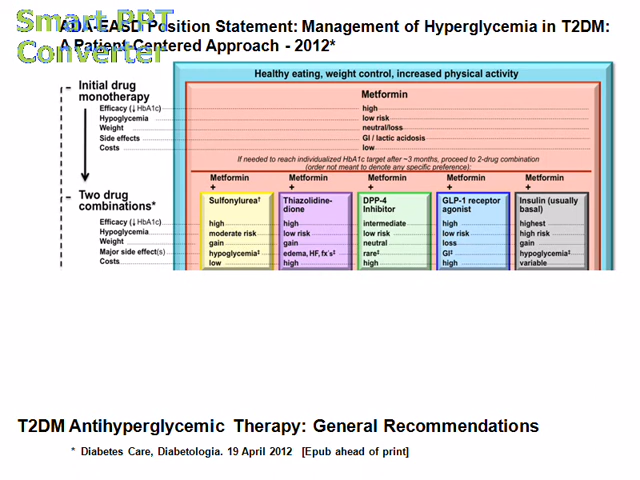 Smart PPT
Converter
ADA-EASD Position Statement: Management of Hyperglycemia in T2DM:
A Patient-Centered Approach - 2012*
Healthy eating, weight control, increased physical activity
Initial drug
monotherapy
Metformin
Efficacy (↓HbA1c) high
Hypoglycemia low risk
Weight neutral/loss
Side effects GI / lactic acidosis
Costs low
If needed to reach individualized HbA1c target after ~3 months, proceed to 2-drug combination
(order not meant to denote any specific preference):
Metformin Metformin Metformin Metformin Metformin
+ + + + +
Two drug
combinations*
Sulfonylurea† Thiazolidine-dione DPP-4 Inhibitor GLP-1 receptor agonist Insulin (usually basal)
Efficacy (↓HbA1c) high high intermediate high highest
Hypoglycemia moderate risk low risk low risk low risk high risk
Weight gain gain neutral loss gain
Major side effect(s) hypoglycemia‡ edema, HF, fx's‡ rare‡ GI‡ hypoglycemia‡
Costs low high high high variable
T2DM Antihyperglycemic Therapy: General Recommendations
* Diabetes Care, Diabetologia. 19 April 2012 [Epub ahead of print]